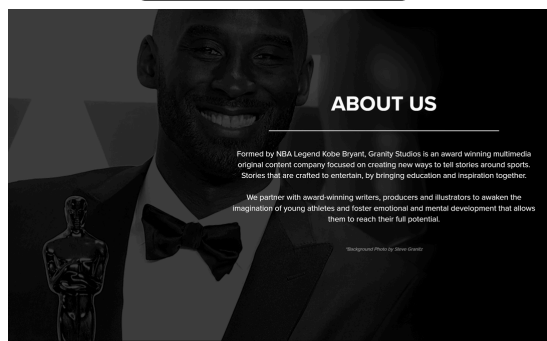 ABOUT US
Formed by NBA Legend Kobe Bryant, Granity Studios is an award winning multimedia
original content company focused on creating new ways to tell stories around sports.
Stories that are crafted to entertain, by bringing education and inspiration together.
We partner with award-winning writers, producers and illustrators to awaken the
imagination of young athletes and foster emotional and mental development that allows
them to reach their full potential.
*Background Photo by Steve Granitz